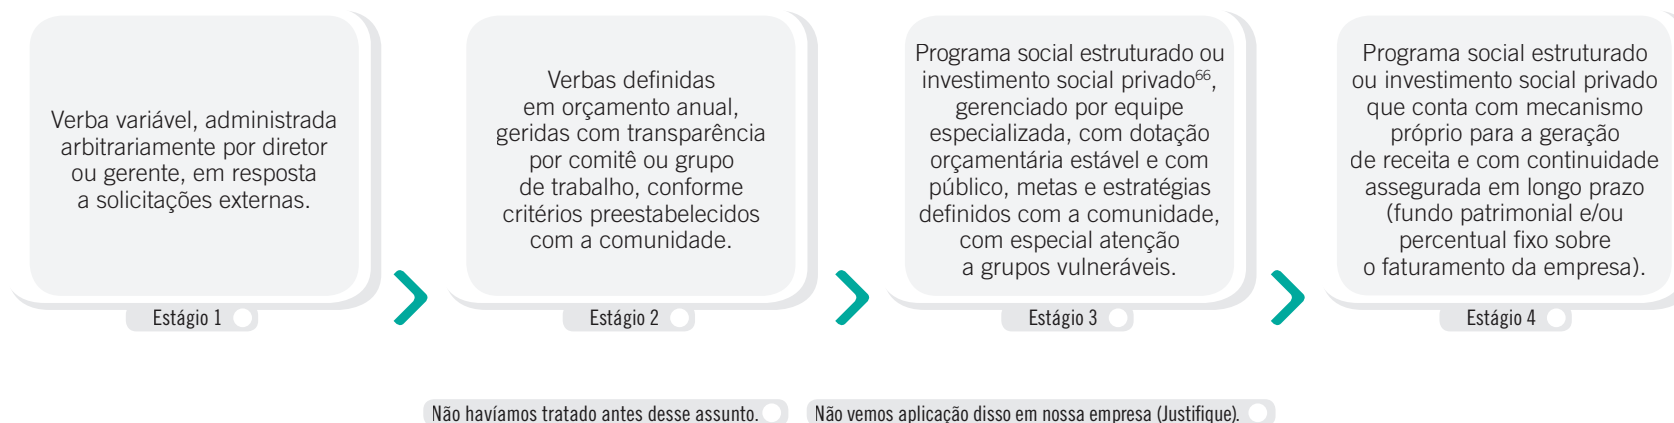 Verba variável, administrada
arbitrariamente por diretor
ou gerente, em resposta
a solicitações externas.
Estágio 1
Verbas definidas
em orçamento anual,
geridas com transparência
por comitê ou grupo
de trabalho, conforme
critérios preestabelecidos
com a comunidade.
Estágio 2
Programa social estruturado ou
investimento social privado⁶⁶,
gerenciado por equipe
especializada, com dotação
orçamentária estável e com
público, metas e estratégias
definidos com a comunidade,
com especial atenção
a grupos vulneráveis.
Estágio 3
Programa social estruturado
ou investimento social privado
que conta com mecanismo
próprio para a geração
de receita e com continuidade
assegurada em longo prazo
(fundo patrimonial e/ou
percentual fixo sobre
o faturamento da empresa).
Estágio 4
Não havíamos tratado antes desse assunto.
Não vemos aplicação disso em nossa empresa (Justifique).